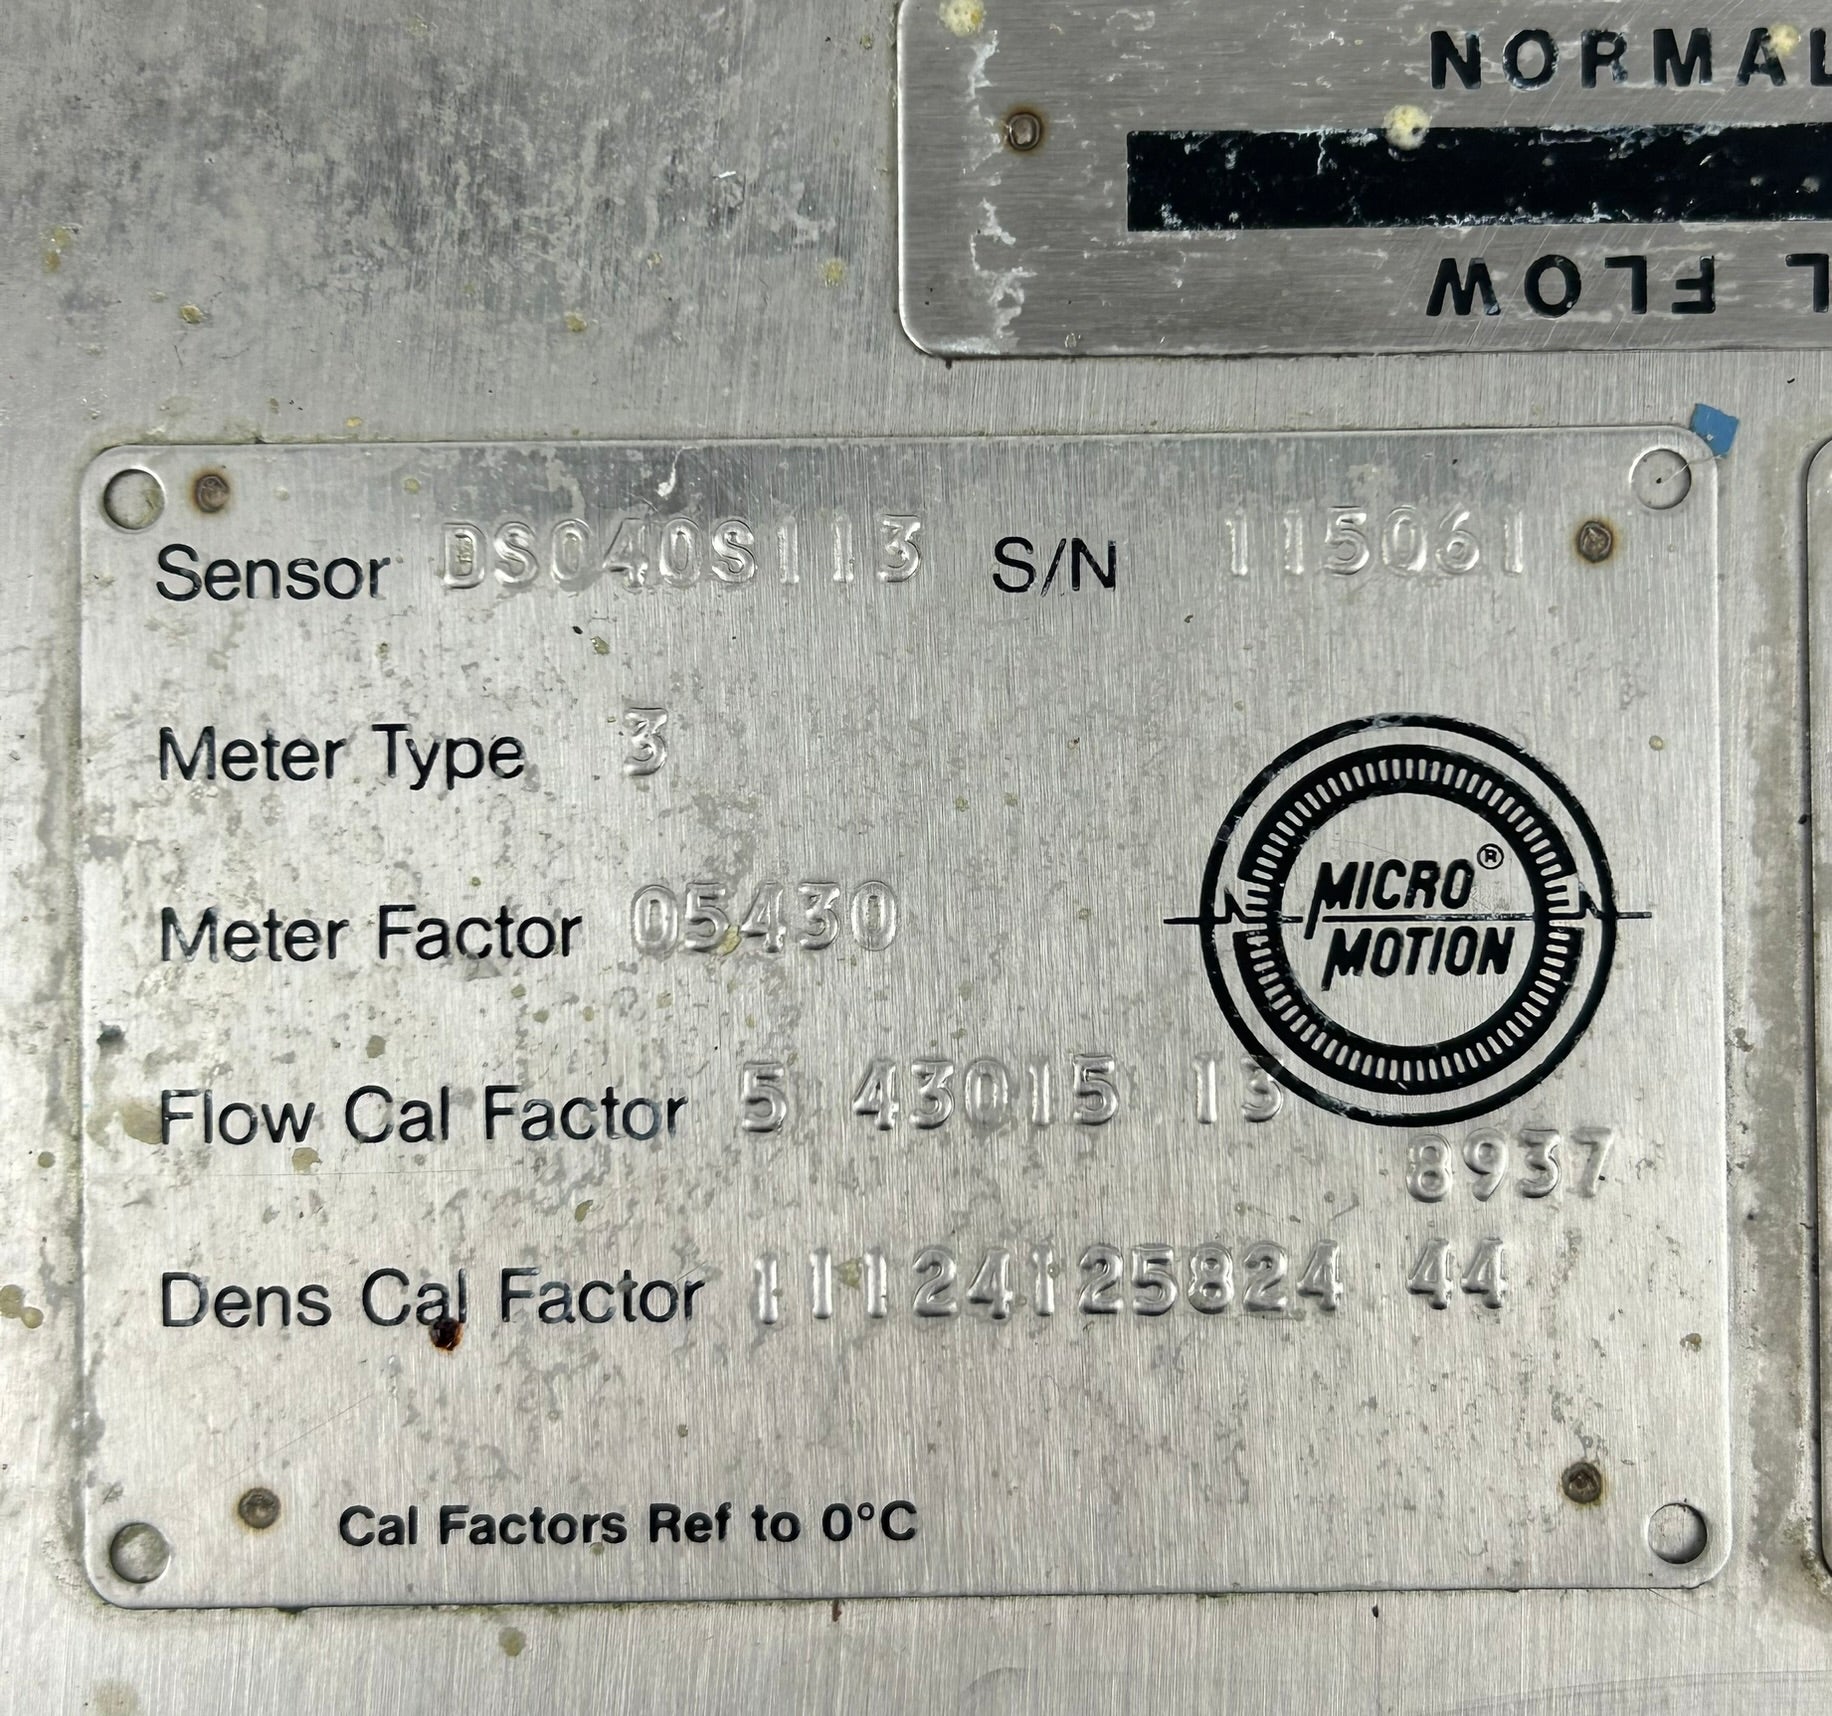 NORMAL
L FLOW
Sensor DS040S113 S/N 115061
Meter Type 3
Meter Factor 05430
MICRO®
MOTION
Flow Cal Factor 5 43015 13
8937
Dens Cal Factor 11124125824 44
Cal Factors Ref to 0°C